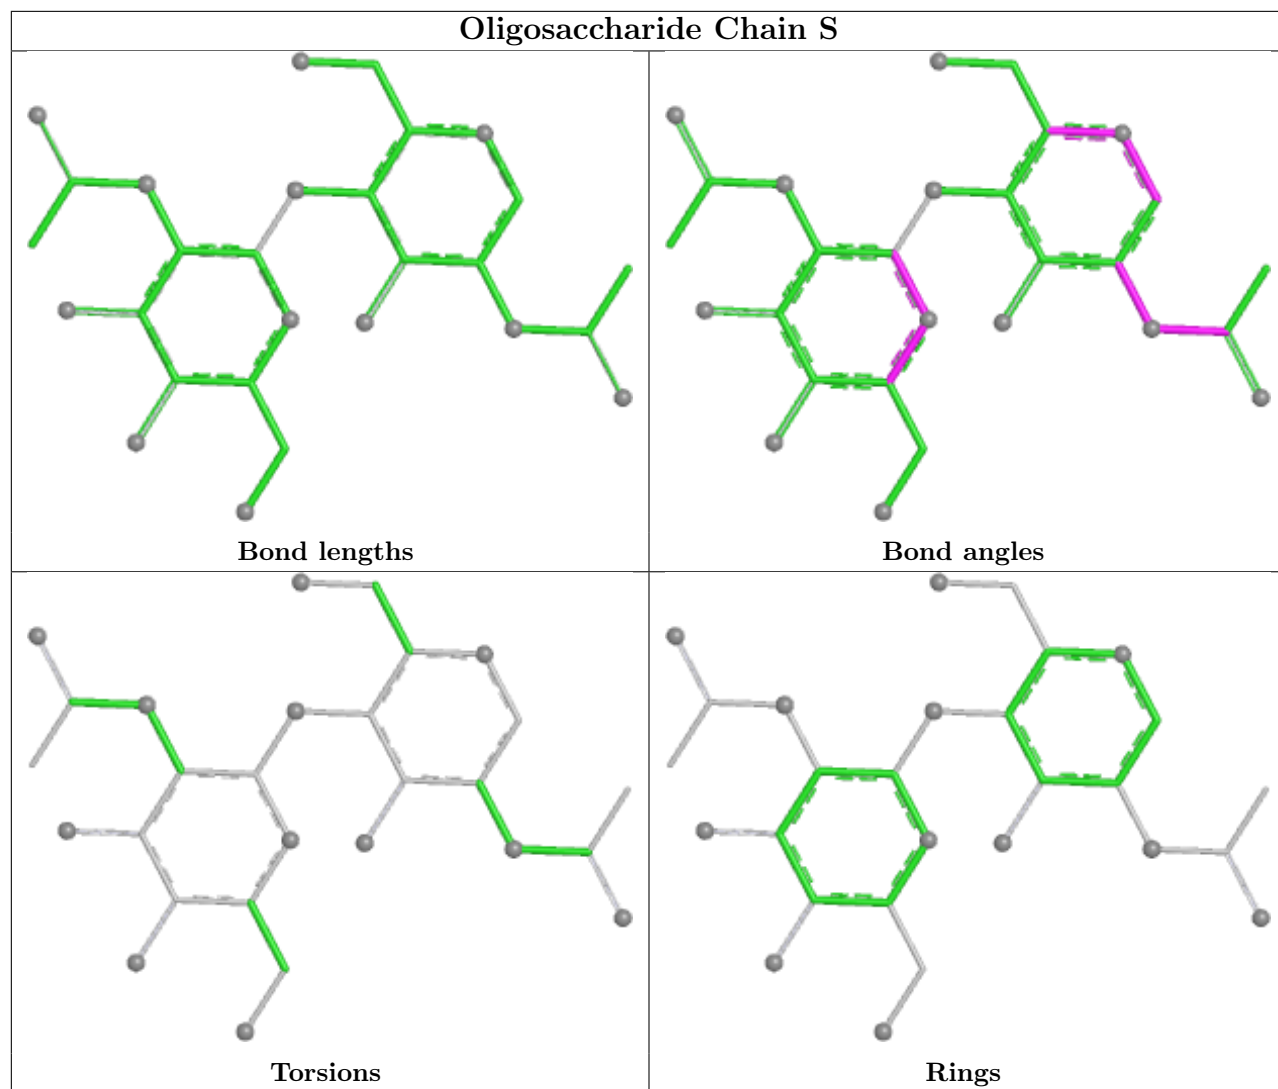 Oligosaccharide Chain S
Bond lengths
Bond angles
Torsions
Rings